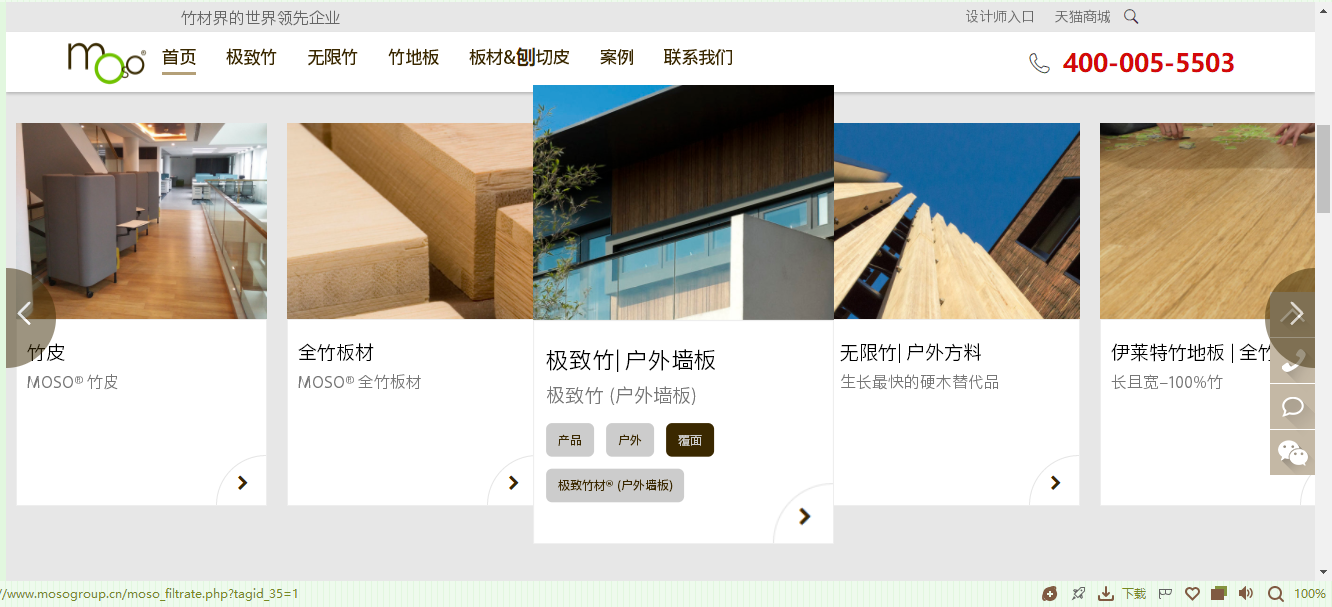 竹材界的世界领先企业
设计师入口 天猫商城
moso® 首页 极致竹 无限竹 竹地板 板材&刨切皮 案例 联系我们 400-005-5503
竹皮
MOSO® 竹皮
全竹板材
MOSO® 全竹板材
极致竹| 户外墙板
极致竹 (户外墙板)
产品 户外 覆面
极致竹材® (户外墙板)
无限竹| 户外方料
生长最快的硬木替代品
伊莱特竹地板 | 全竹
长且宽–100%竹
//www.mosogroup.cn/moso_filtrate.php?tagid_35=1
下载 100%